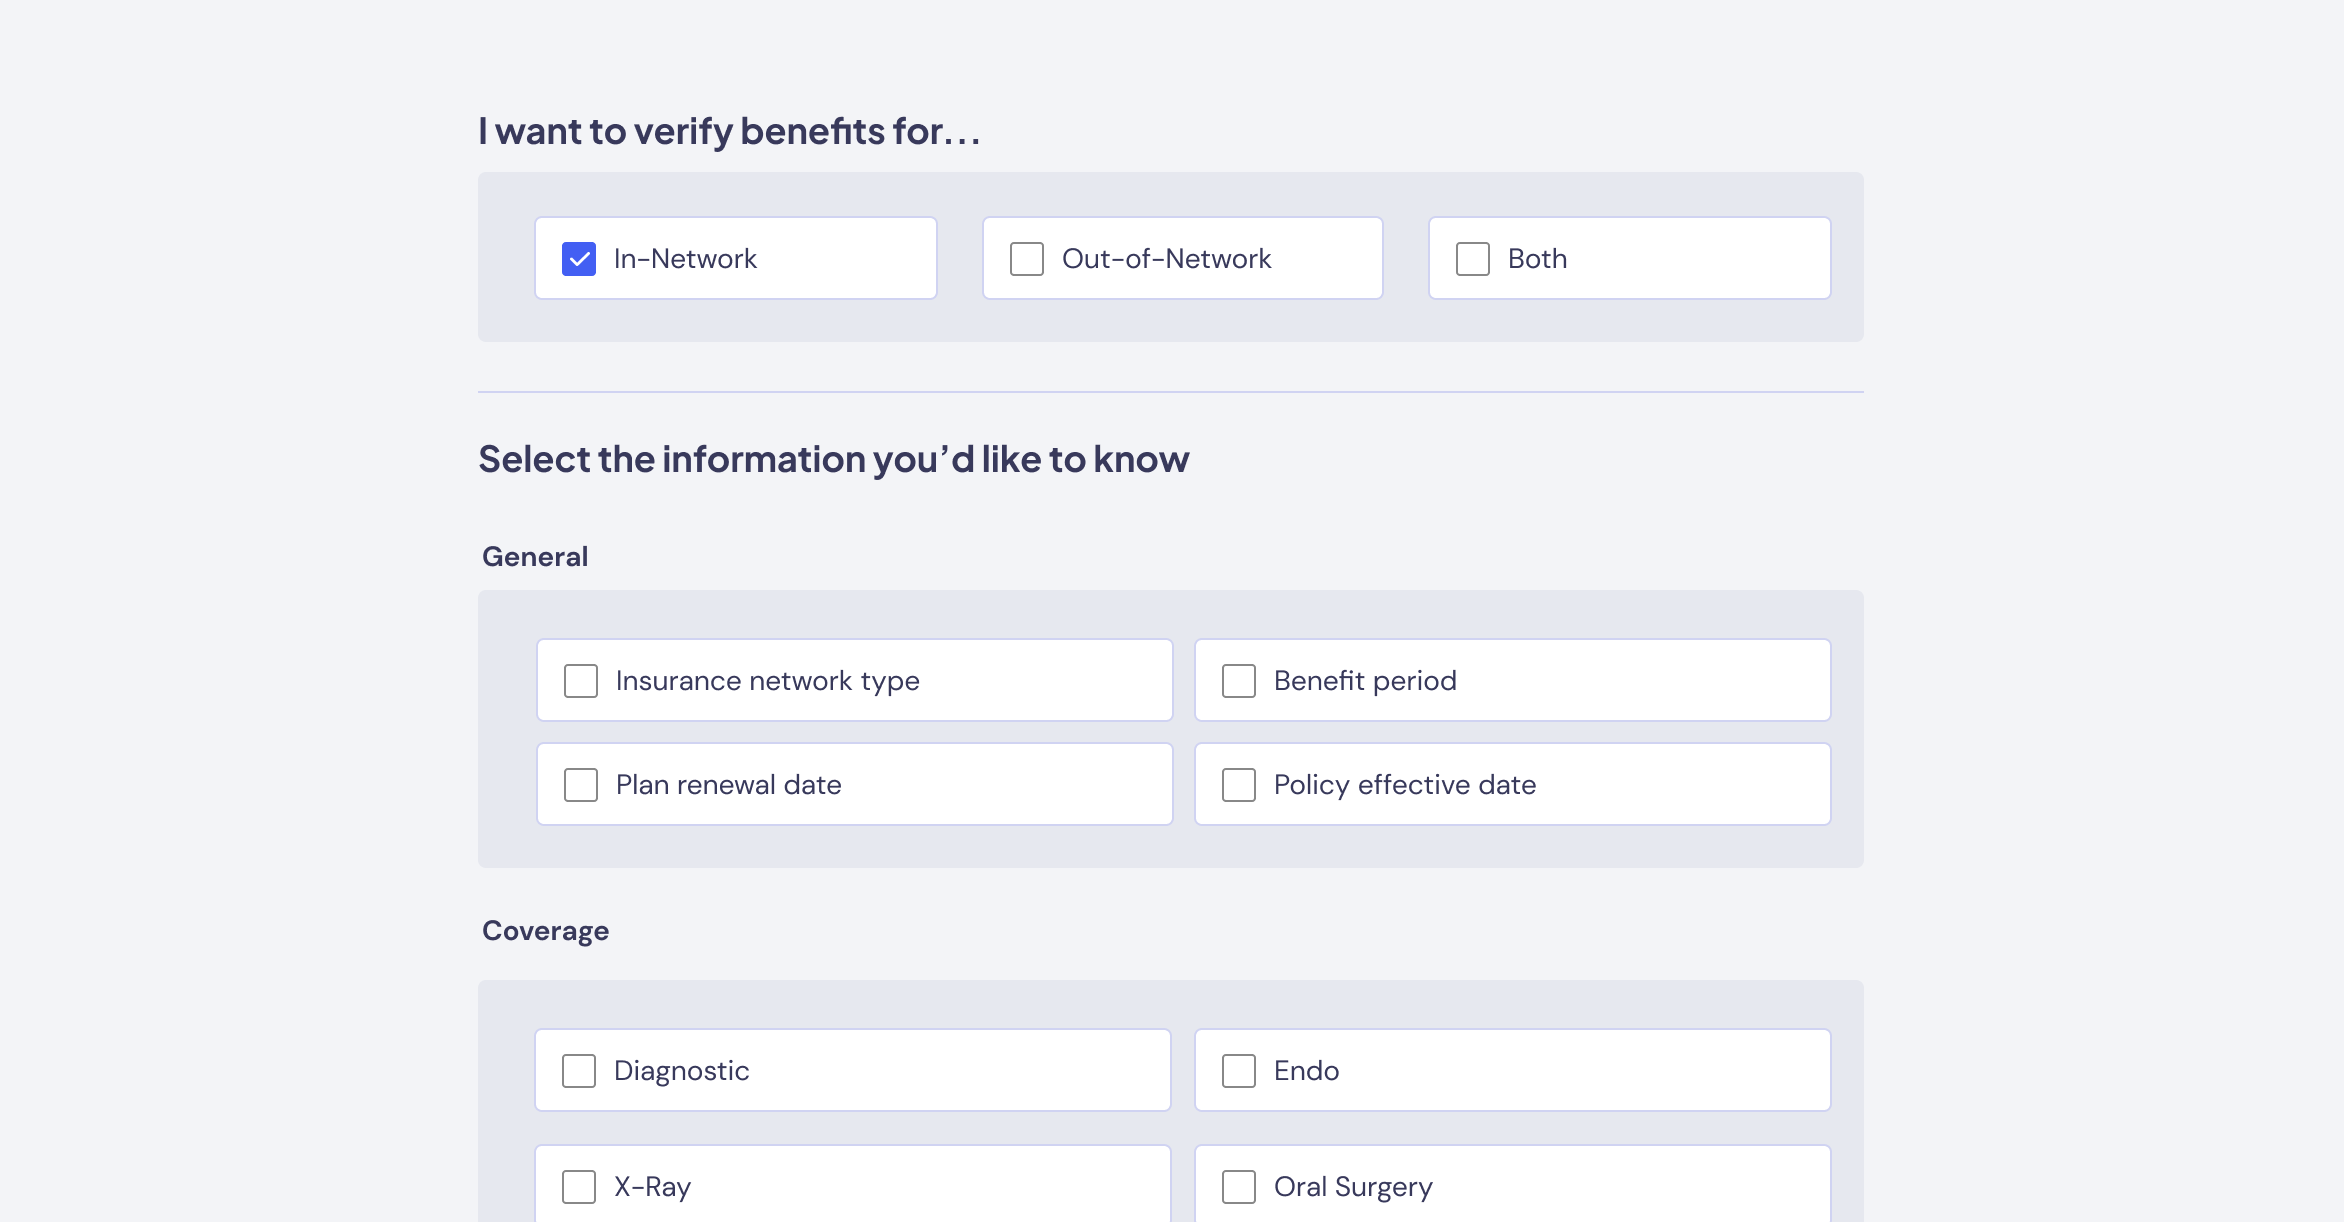 I want to verify benefits for...
In-Network
Out-of-Network
Both
Select the information you’d like to know
General
Insurance network type
Benefit period
Plan renewal date
Policy effective date
Coverage
Diagnostic
Endo
X-Ray
Oral Surgery